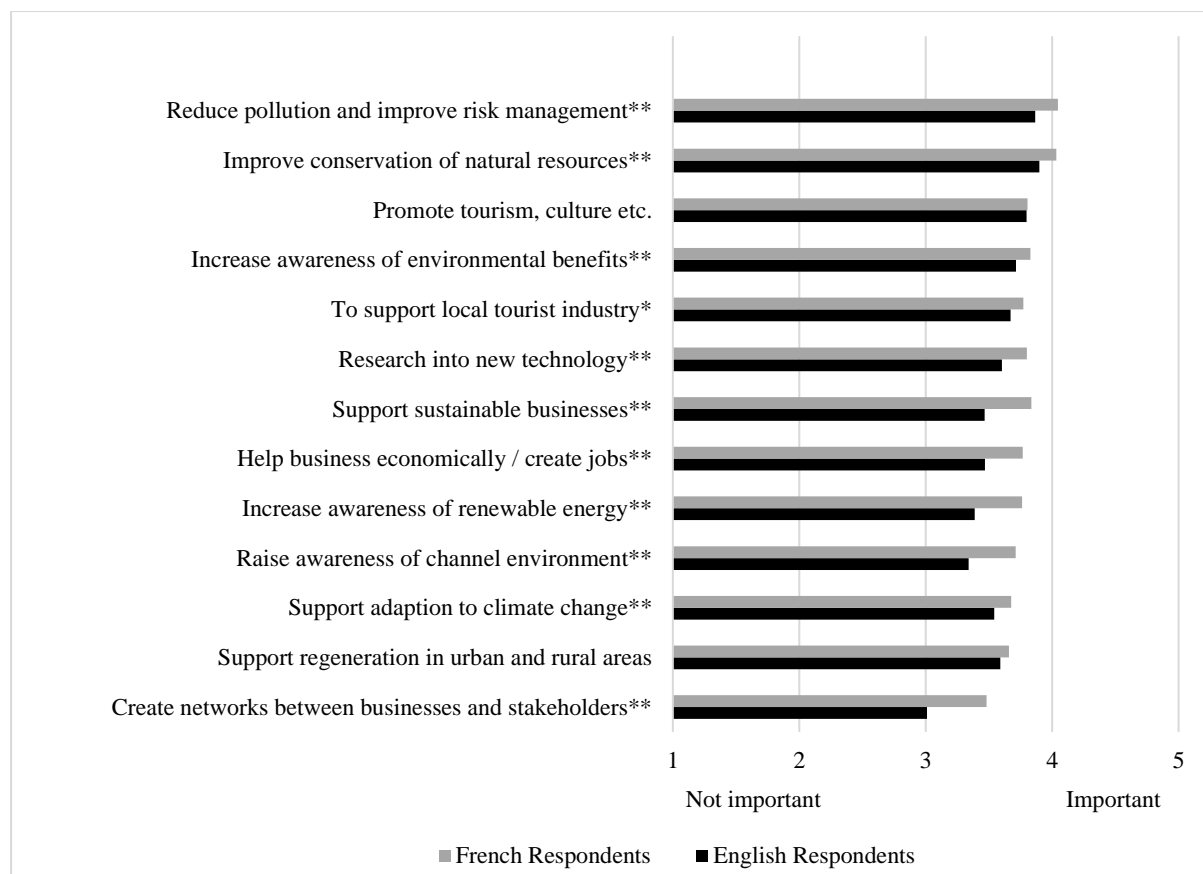 Reduce pollution and improve risk management**
Improve conservation of natural resources**
Promote tourism, culture etc.
Increase awareness of environmental benefits**
To support local tourist industry*
Research into new technology**
Support sustainable businesses**
Help business economically / create jobs**
Increase awareness of renewable energy**
Raise awareness of channel environment**
Support adaption to climate change**
Support regeneration in urban and rural areas
Create networks between businesses and stakeholders**
1 2 3 4 5
Not important Important
French Respondents English Respondents